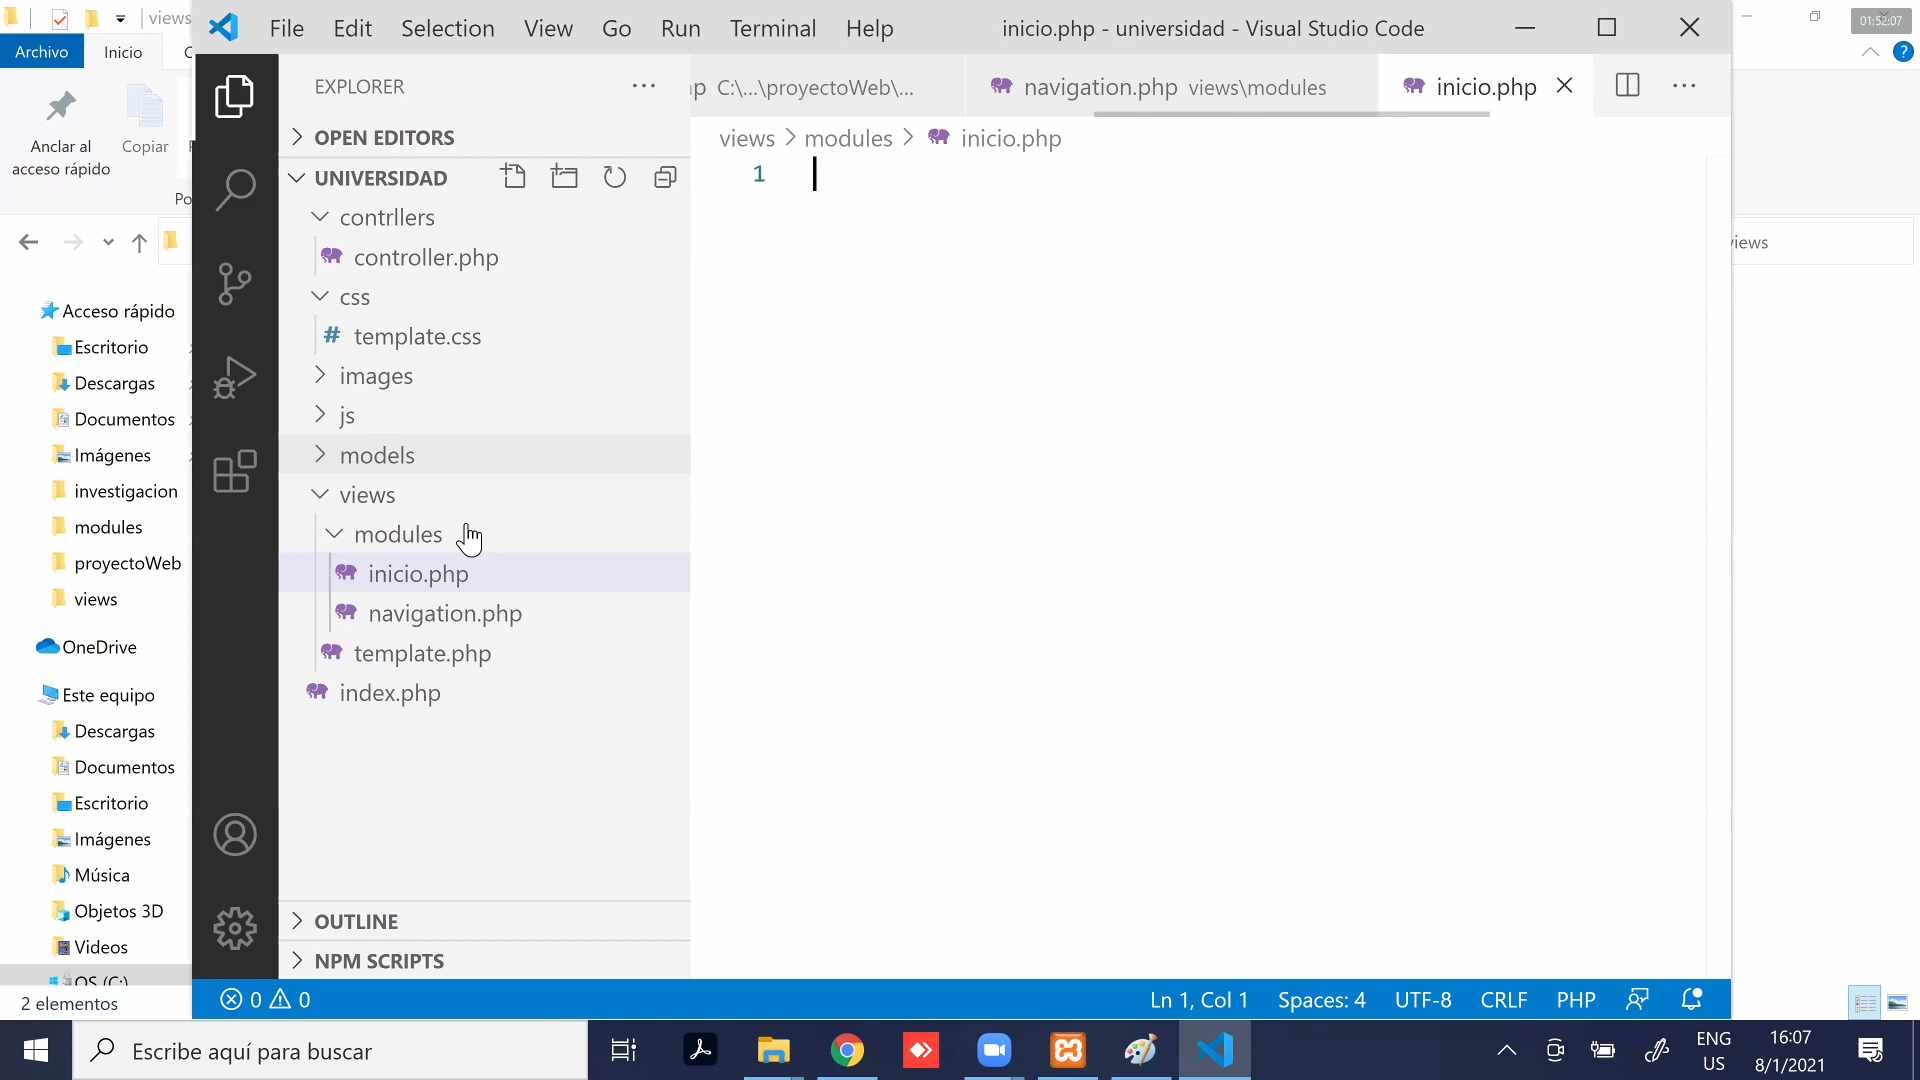 views
File Edit Selection View Go Run Terminal Help
inicio.php - universidad - Visual Studio Code
01:52:07
Archivo Inicio
EXPLORER
C:\...\proyectoWeb\...
navigation.php views\modules
inicio.php
OPEN EDITORS
views > modules > inicio.php
Anclar al
acceso rápido
Copiar
UNIVERSIDAD
1
contrllers
controller.php
views
css
template.css
images
js
models
views
modules
inicio.php
navigation.php
template.php
index.php
Acceso rápido
Escritorio
Descargas
Documentos
Imágenes
investigacion
modules
proyectoWeb
views
OneDrive
Este equipo
Descargas
Documentos
Escritorio
Imágenes
Música
Objetos 3D
Videos
OS (C:)
2 elementos
OUTLINE
NPM SCRIPTS
0 0
Ln 1, Col 1 Spaces: 4 UTF-8 CRLF PHP
Escribe aquí para buscar
ENG
US
16:07
8/1/2021